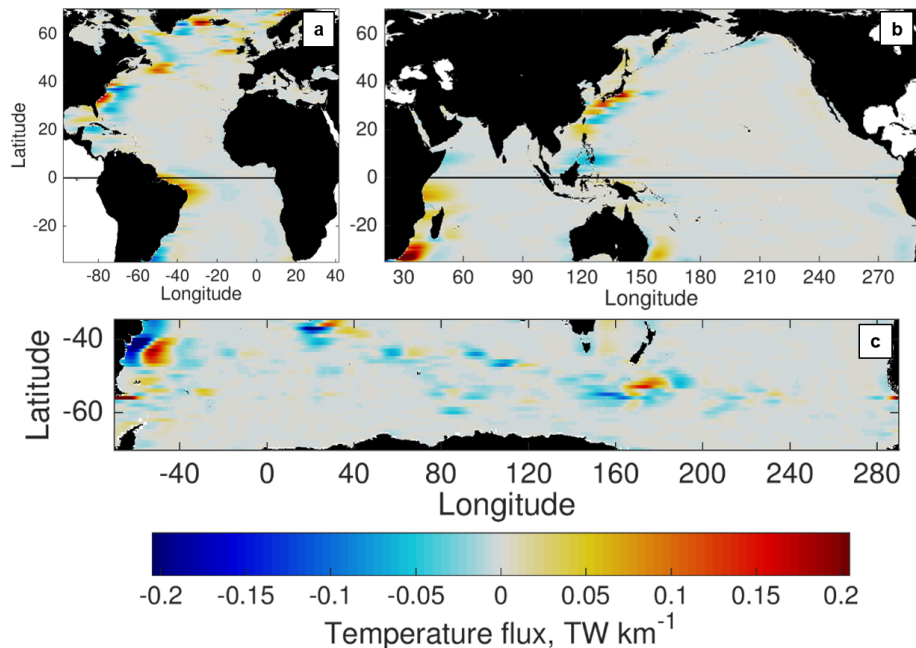 a
b
60
40
20
0
-20
Latitude
-80 -60 -40 -20 0 20 40
Longitude
60
40
20
0
-20
30 60 90 120 150 180 210 240 270
Longitude
c
-40
-60
Latitude
-40 0 40 80 120 160 200 240 280
Longitude
-0.2 -0.15 -0.1 -0.05 0 0.05 0.1 0.15 0.2
Temperature flux, TW km⁻¹